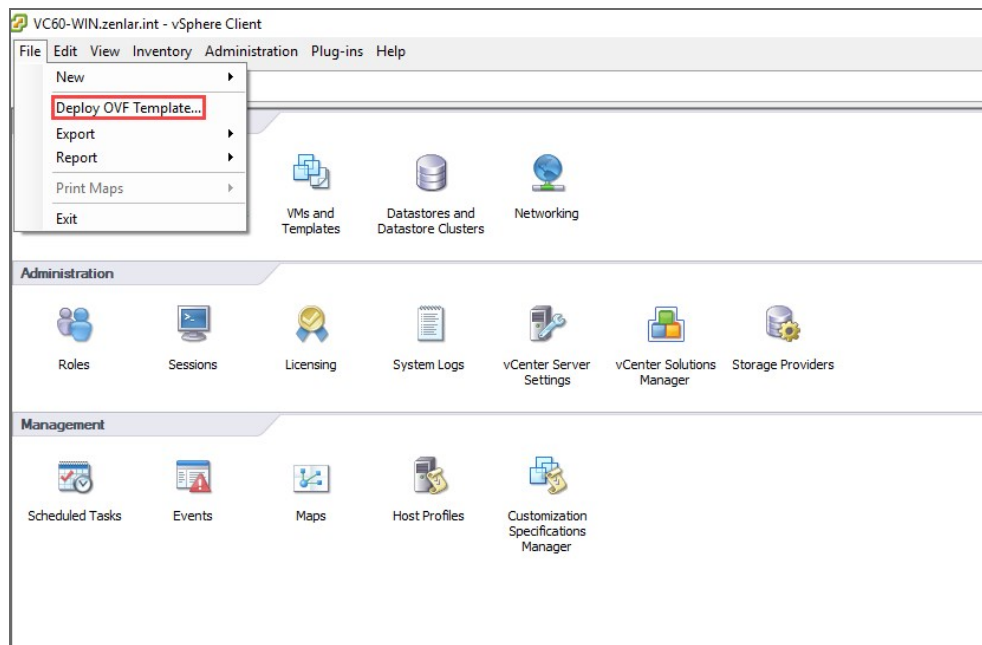 VC60-WIN.zenlar.int - vSphere Client
File Edit View Inventory Administration Plug-ins Help
New
Deploy OVF Template...
Export
Report
Print Maps
Exit
VMs and
Templates
Datastores and
Datastore Clusters
Networking
Administration
Roles
Sessions
Licensing
System Logs
vCenter Server
Settings
vCenter Solutions
Manager
Storage Providers
Management
Scheduled Tasks
Events
Maps
Host Profiles
Customization
Specifications
Manager